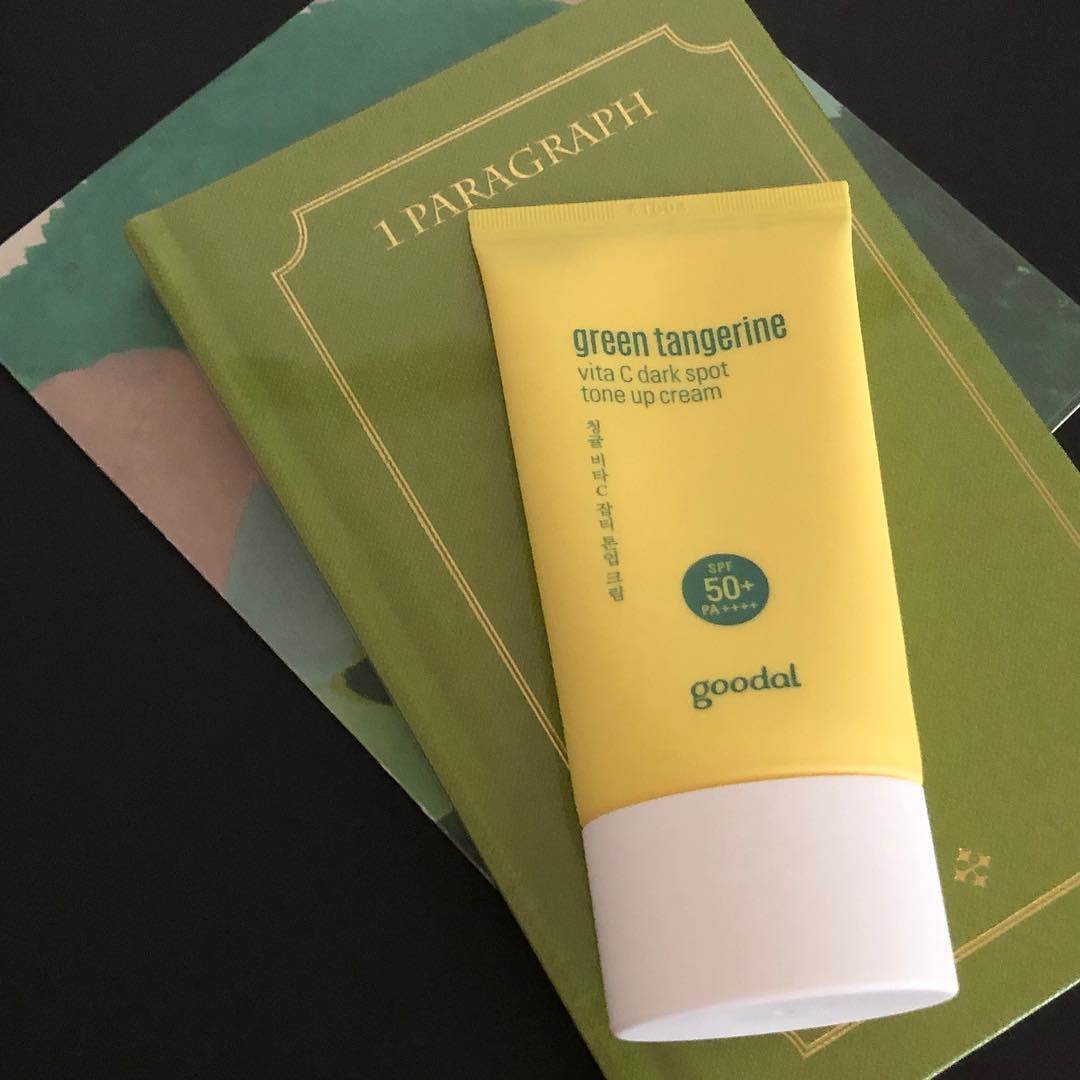 1 PARAGRAPH
green tangerine
vita C dark spot
tone up cream
청귤 비타C 잡티 톤업 크림
SPF
50+
PA++++
goodal